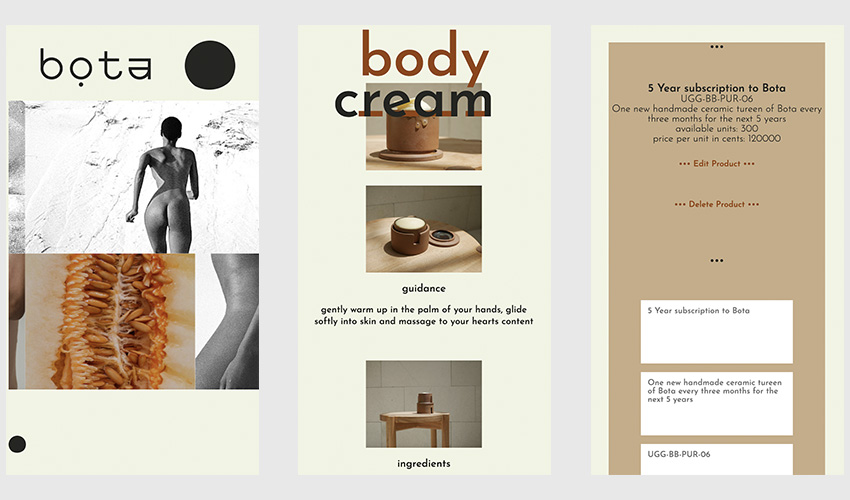 bota
body
cream
guidance
gently warm up in the palm of your hands, glide
softly into skin and massage to your hearts content
ingredients
•••
5 Year subscription to Bota
UGG-BB-PUR-06
One new handmade ceramic tureen of Bota every
three months for the next 5 years
available units: 300
price per unit in cents: 120000
••• Edit Product •••
••• Delete Product •••
•••
5 Year subscription to Bota
One new handmade ceramic tureen
of Bota every three months for the
next 5 years
UGG-BB-PUR-06